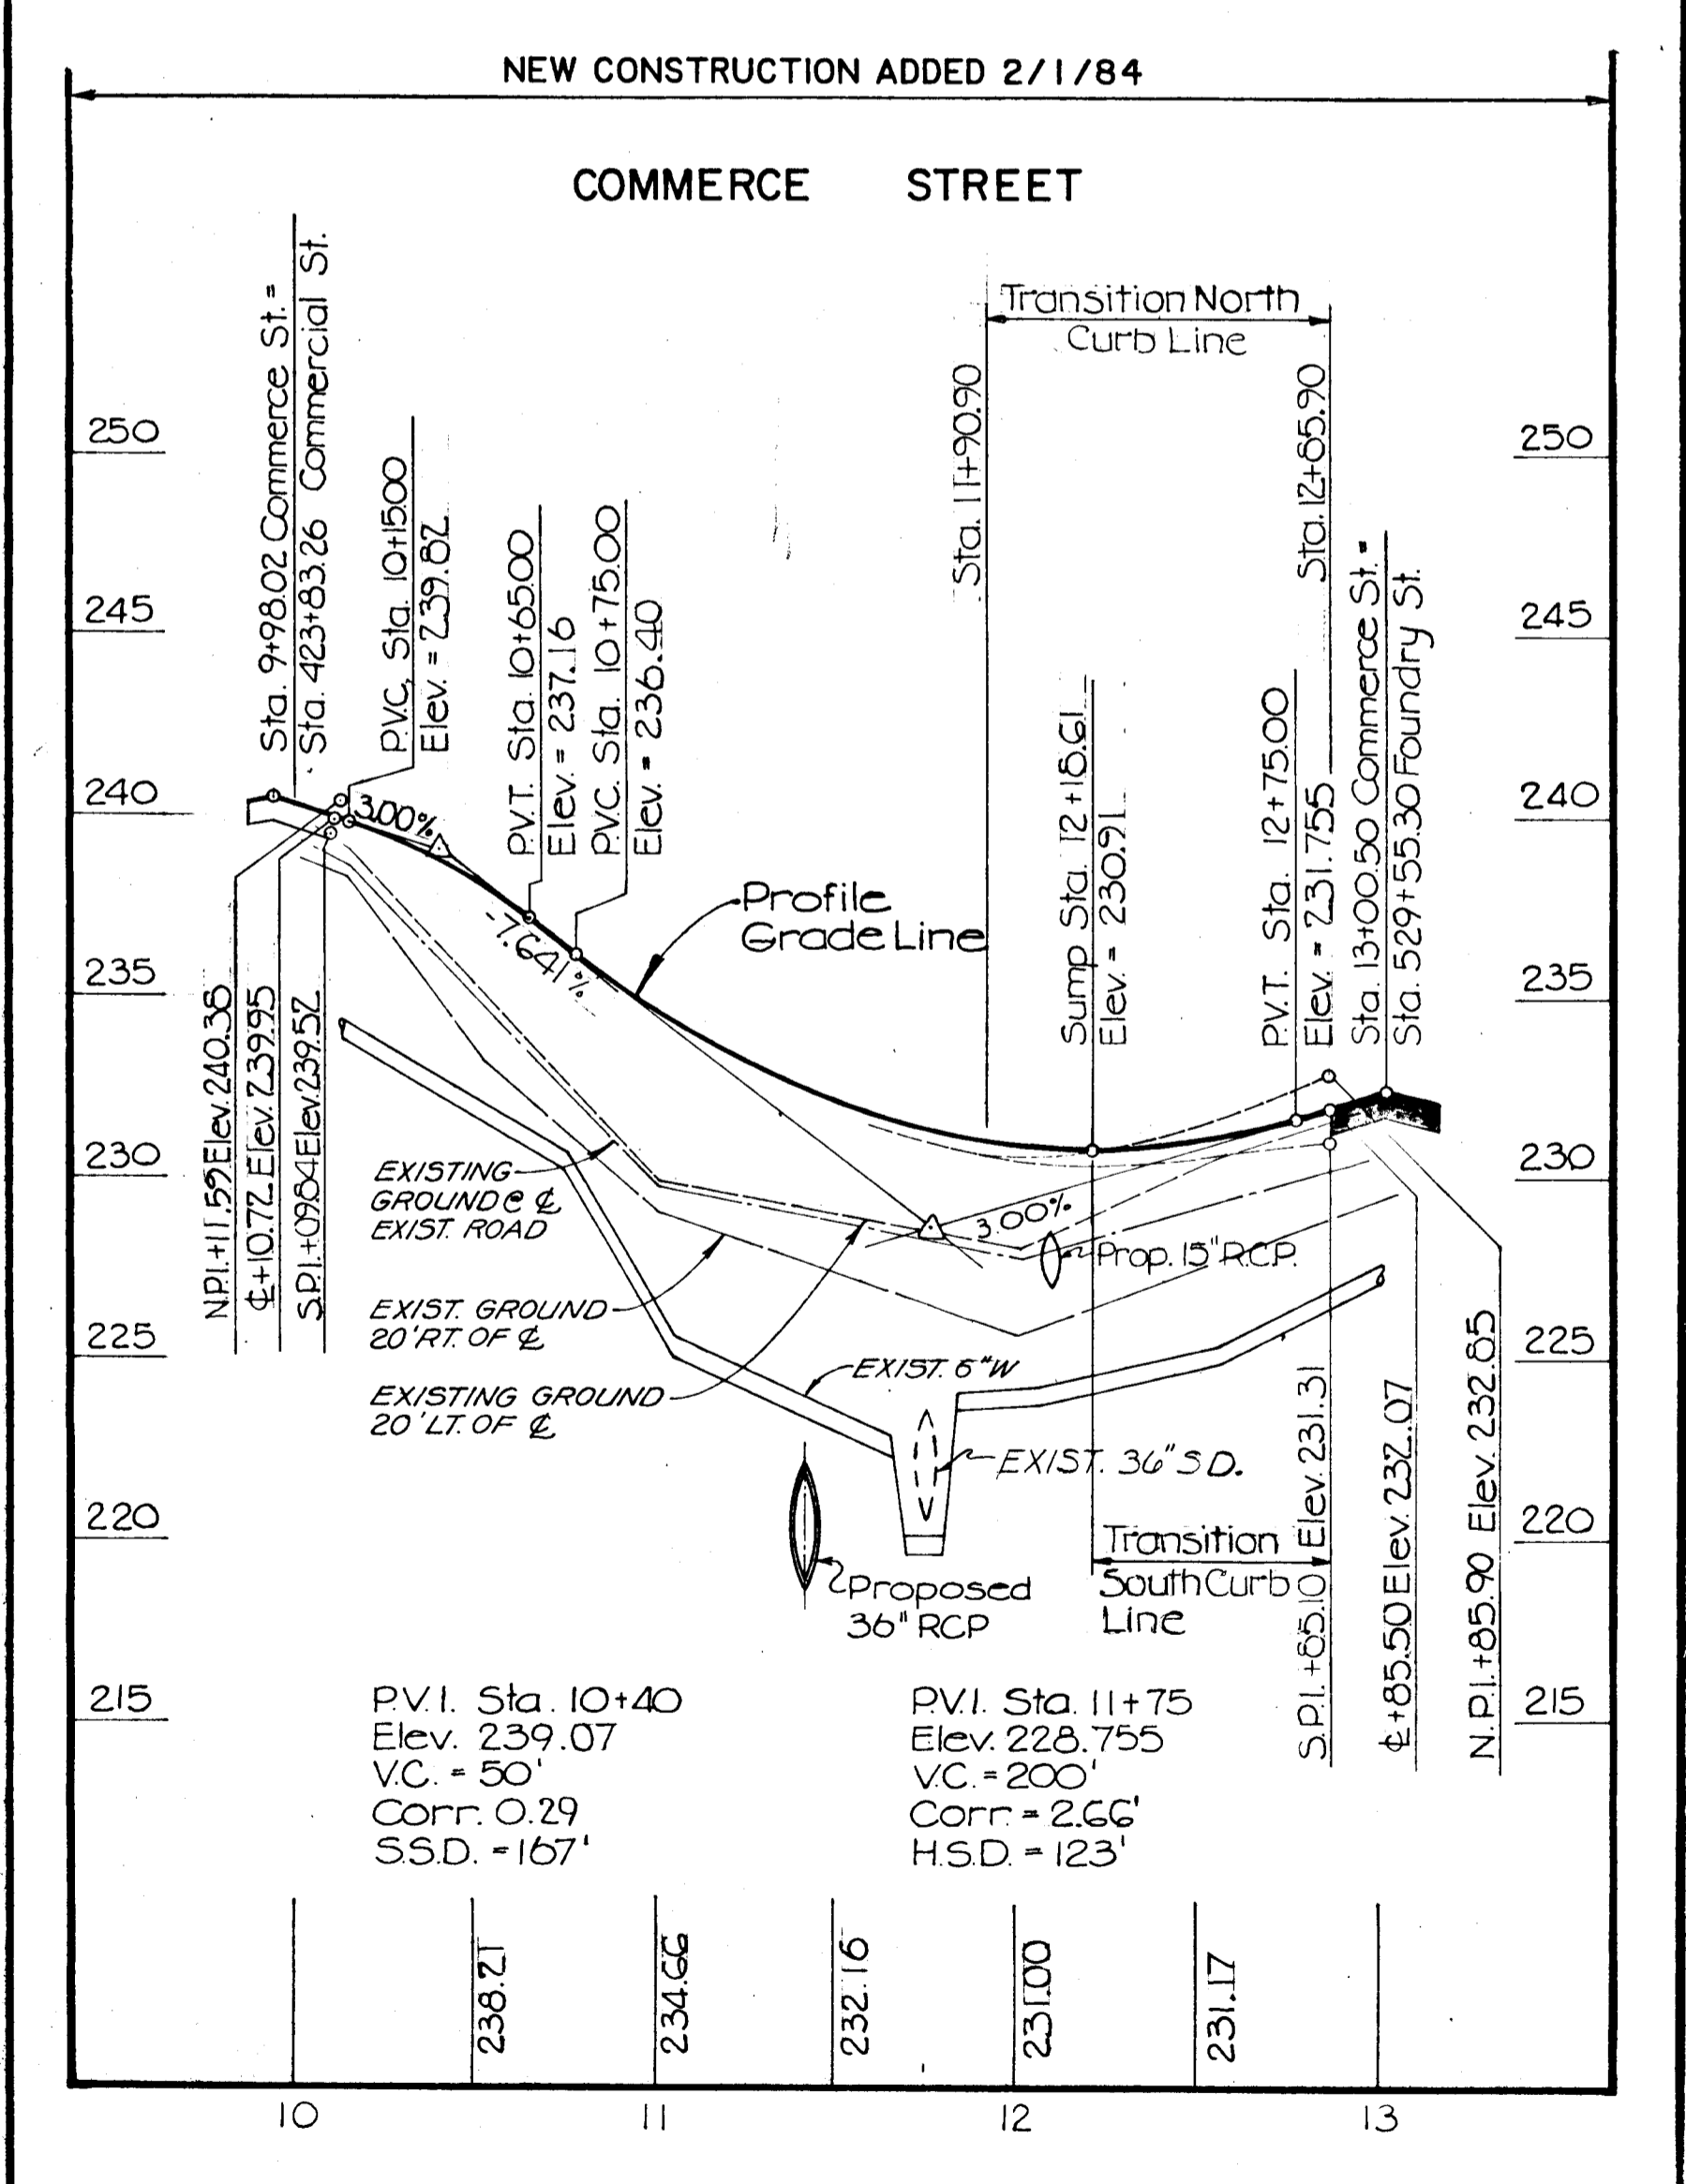 NEW CONSTRUCTION ADDED 2/1/84
COMMERCE STREET
Transition North
Curb Line
Sta. 9+98.02 Commerce St. =
Sta. 423+83.26 Commercial St.
P.V.C. Sta. 10+15.00
Elev. = 239.82
P.V.T. Sta. 10+65.00
Elev. = 237.16
P.V.C. Sta. 10+75.00
Elev. = 236.40
Sta. 11+90.90
Sump Sta. 12+18.61
Elev. = 230.91
Sta. 12+85.90
P.V.T. Sta. 12+75.00
Elev. = 231.755
Sta. 13+00.50 Commerce St. =
Sta. 529+55.30 Foundry St.
250
250
245
245
240
240
235
235
230
230
225
225
220
220
215
215
3.00%
-7.641%
Profile
Grade Line
3.00%
N.P.I. +11.59 Elev. 240.38
℄ +10.72 Elev. 239.95
S.P.I. +09.84 Elev. 239.52
EXISTING
GROUND @ ℄
EXIST. ROAD
EXIST. GROUND
20' RT. OF ℄
EXISTING GROUND
20' LT. OF ℄
Prop. 15" R.C.P.
EXIST. 6" W
EXIST. 36" S.D.
Proposed
36" RCP
Transition
South Curb
Line
S.P.I. +85.10 Elev. 231.31
℄ +85.50 Elev. 232.07
N.P.I. +85.90 Elev. 232.85
P.V.I. Sta. 10+40
Elev. 239.07
V.C. = 50'
Corr. 0.29
S.S.D. = 167'
P.V.I. Sta. 11+75
Elev. 228.755
V.C. = 200'
Corr. = 2.66'
H.S.D. = 123'
238.21
234.66
232.16
231.00
231.17
10
11
12
13